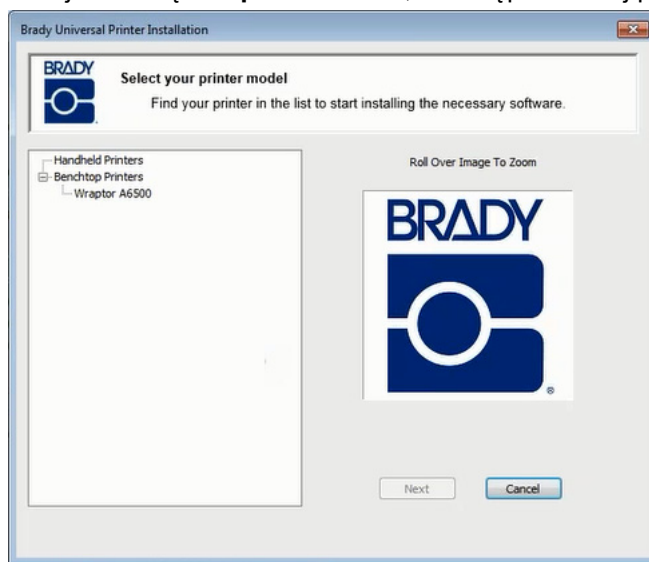 Brady Universal Printer Installation
BRADY
Select your printer model
Find your printer in the list to start installing the necessary software.
Handheld Printers
Benchtop Printers
Wraptor A6500
Roll Over Image To Zoom
BRADY
®
Next
Cancel